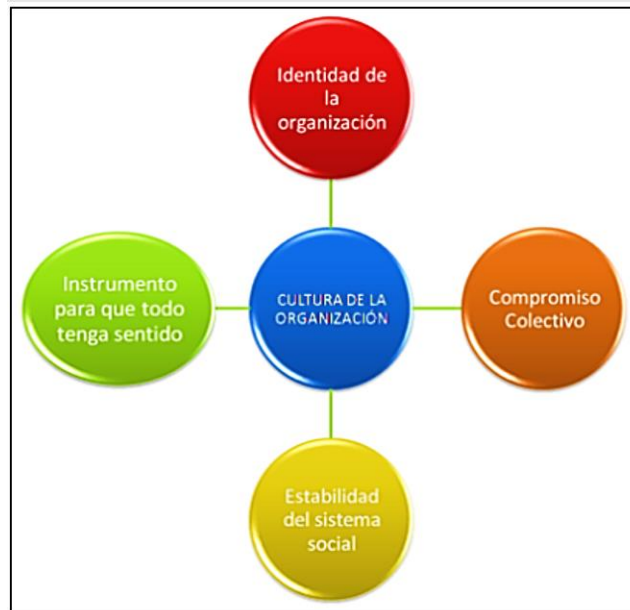 Identidad de
la
organización
Instrumento
para que todo
tenga sentido
CULTURA DE LA
ORGANIZACIÓN
Compromiso
Colectivo
Estabilidad
del sistema
social